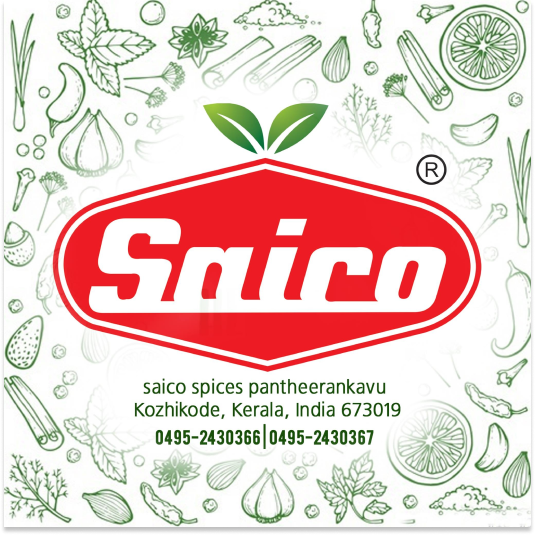 ®
Saico
saico spices pantheerankavu
Kozhikode, Kerala, India 673019
0495-2430366|0495-2430367